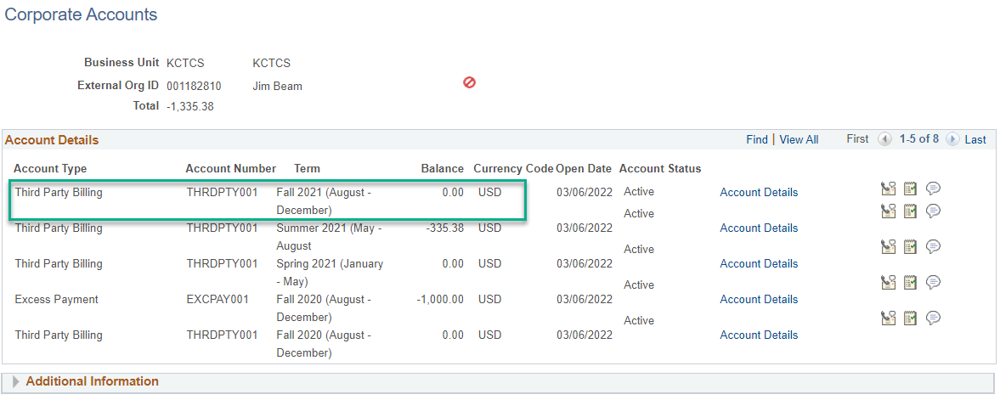 Corporate Accounts
Business Unit KCTCS KCTCS
External Org ID 001182810 Jim Beam
Total -1,335.38
Account Details Find | View All First 1-5 of 8 Last
Account Type Account Number Term Balance Currency Code Open Date Account Status
Third Party Billing THRDPTY001 Fall 2021 (August - 0.00 USD 03/06/2022 Active Account Details
December) Active
Third Party Billing THRDPTY001 Summer 2021 (May - -335.38 USD 03/06/2022 Account Details
August Active
Third Party Billing THRDPTY001 Spring 2021 (January 0.00 USD 03/06/2022 Account Details
- May) Active
Excess Payment EXCPAY001 Fall 2020 (August - -1,000.00 USD 03/06/2022 Account Details
December) Active
Third Party Billing THRDPTY001 Fall 2020 (August - 0.00 USD 03/06/2022 Account Details
December)
Additional Information